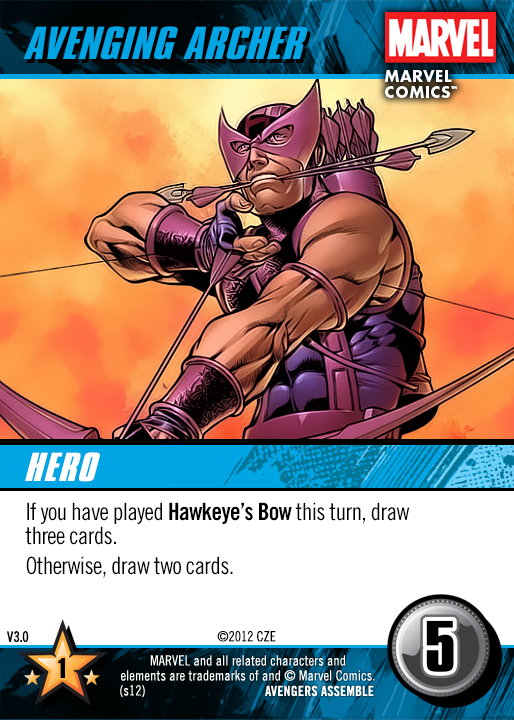 AVENGING ARCHER
MARVEL
MARVEL
COMICS™
HERO
If you have played Hawkeye's Bow this turn, draw
three cards.
Otherwise, draw two cards.
V3.0
©2012 CZE
1
5
MARVEL and all related characters and
elements are trademarks of and © Marvel Comics.
(s12)
AVENGERS ASSEMBLE